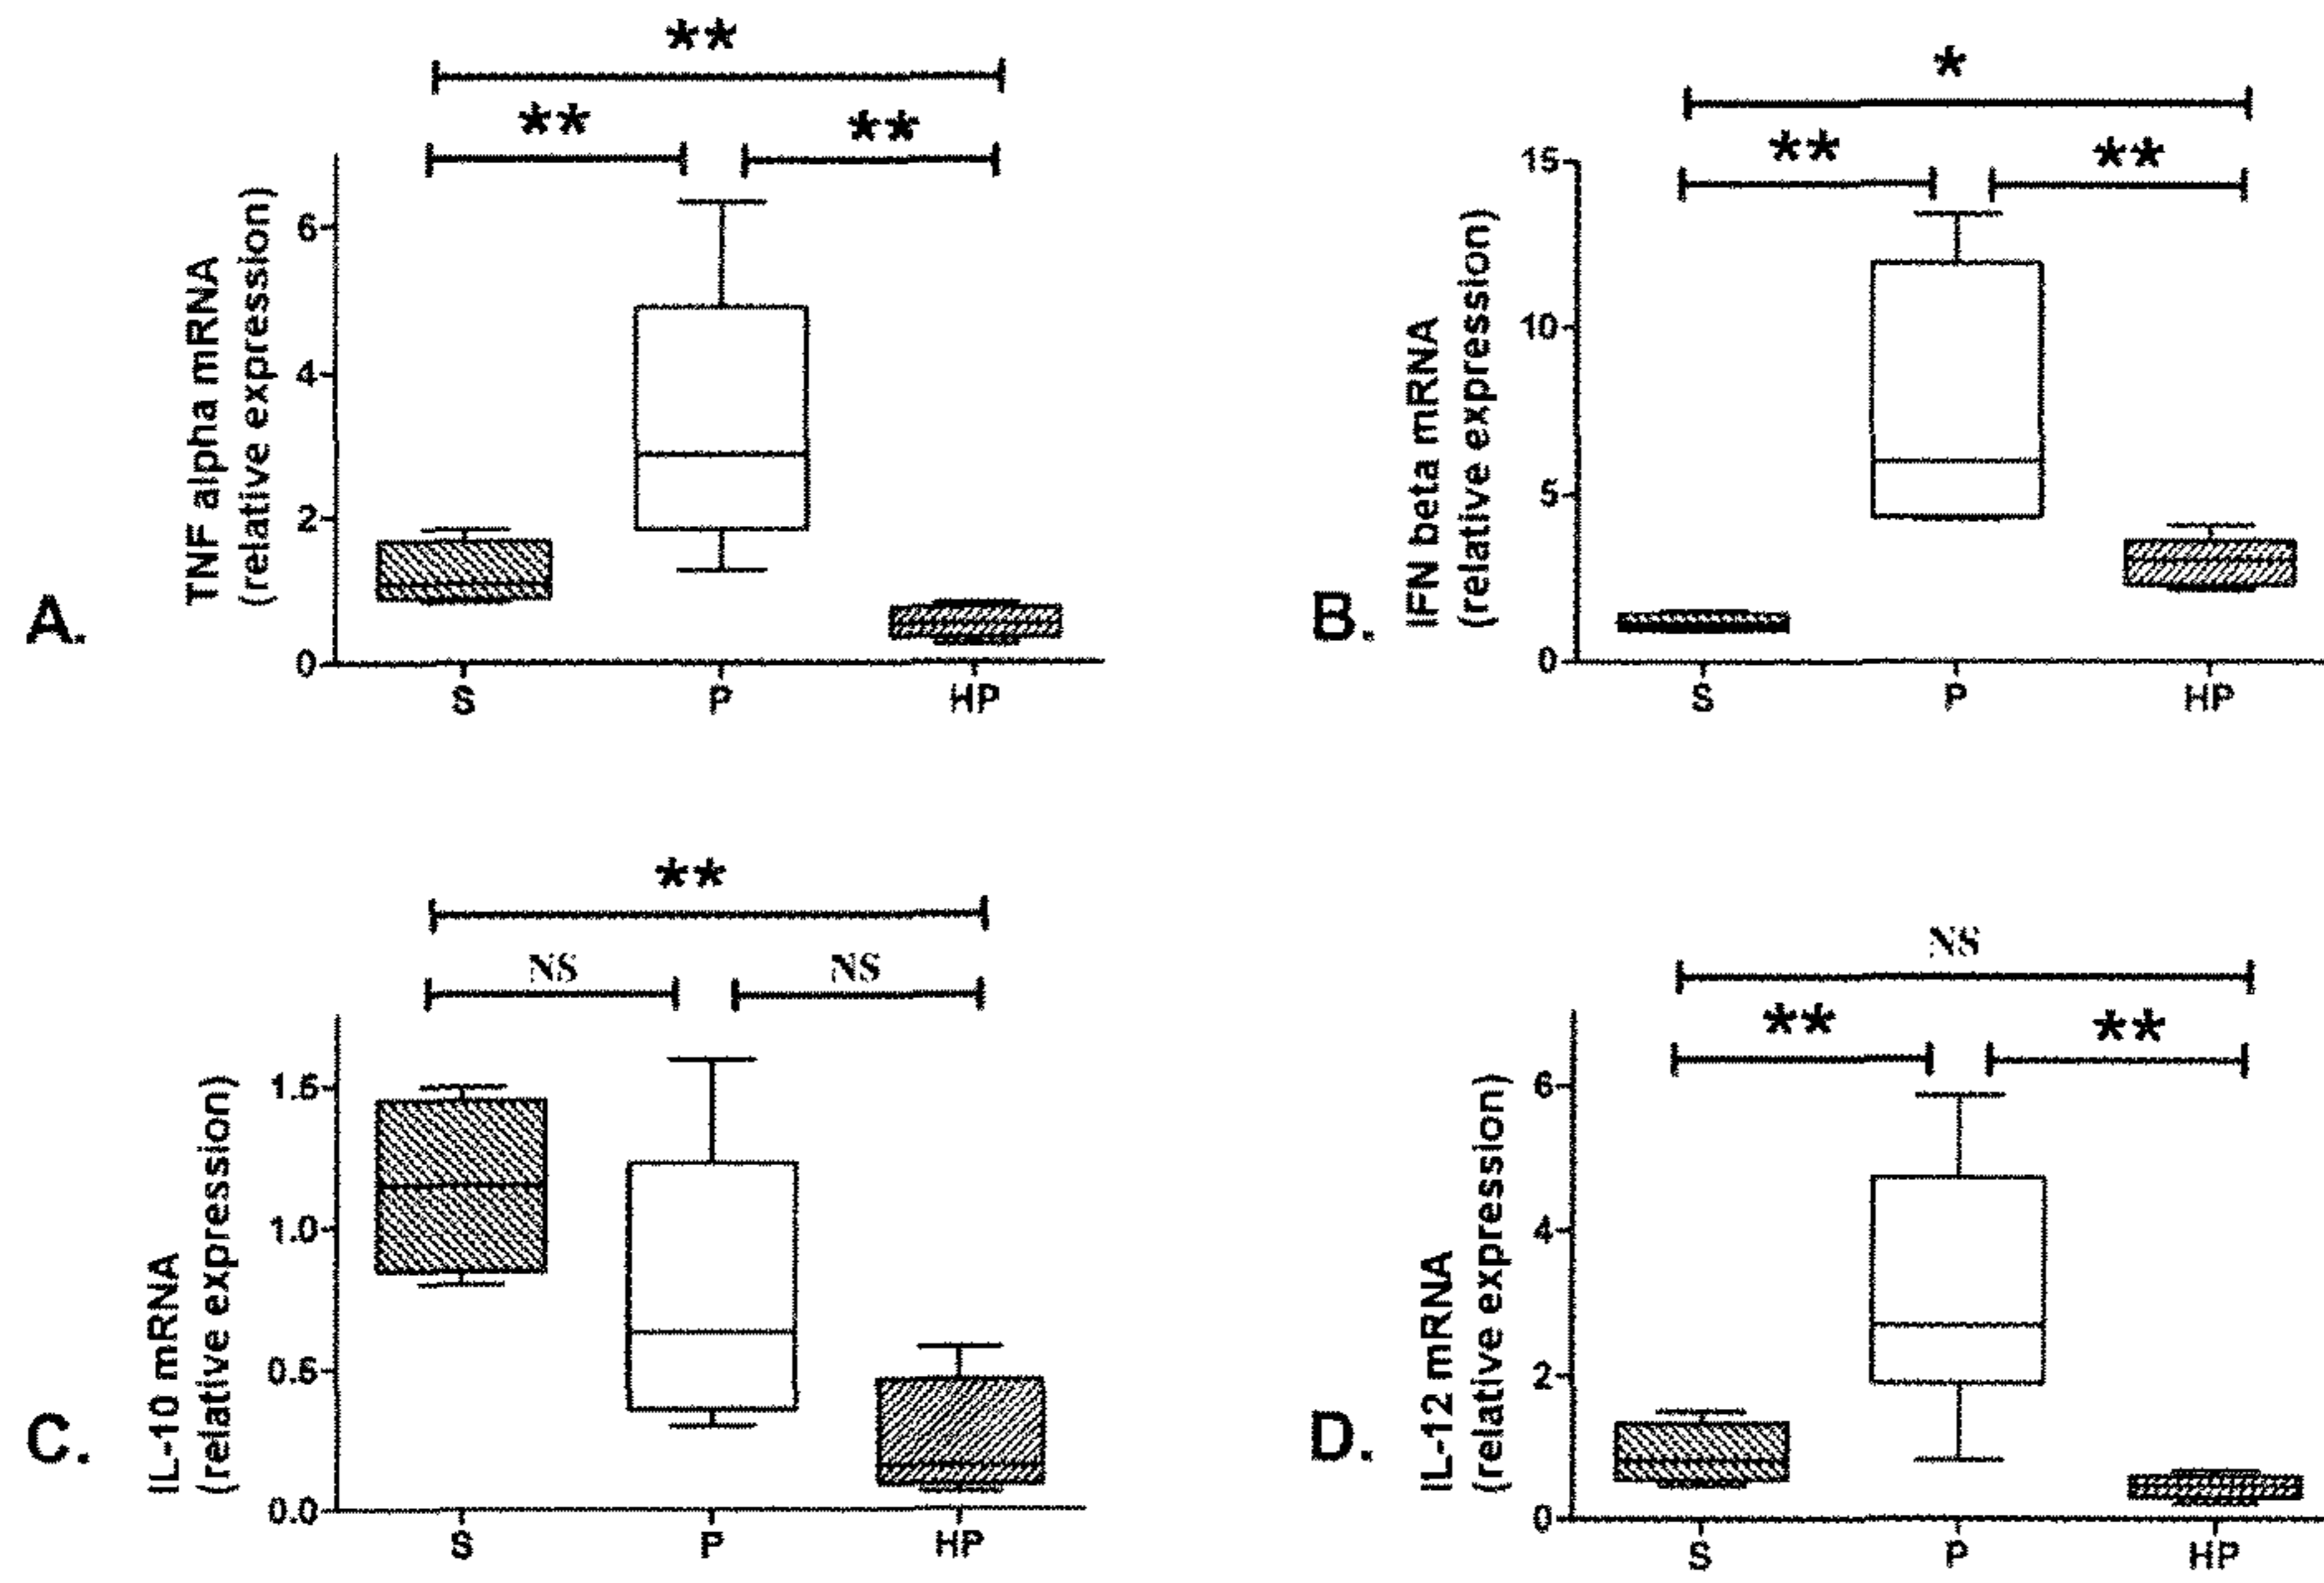 **
** **
TNF alpha mRNA
(relative expression)
6
4
2
0
A.
S P HP
*
** **
IFN beta mRNA
(relative expression)
15
10
5
0
B.
S P HP
**
NS NS
IL-10 mRNA
(relative expression)
1.5
1.0
0.5
0.0
C.
S P HP
NS
** **
IL-12 mRNA
(relative expression)
6
4
2
0
D.
S P HP